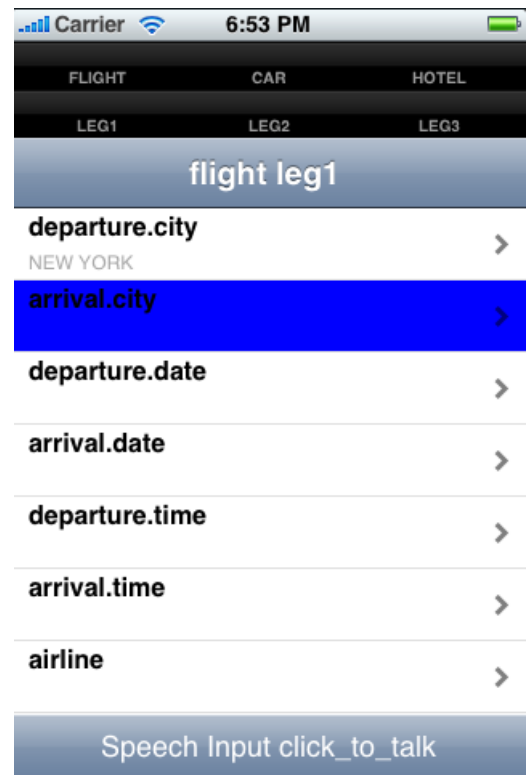 Carrier 6:53 PM
FLIGHT CAR HOTEL
LEG1 LEG2 LEG3
flight leg1
departure.city
NEW YORK
arrival.city
departure.date
arrival.date
departure.time
arrival.time
airline
Speech Input click_to_talk